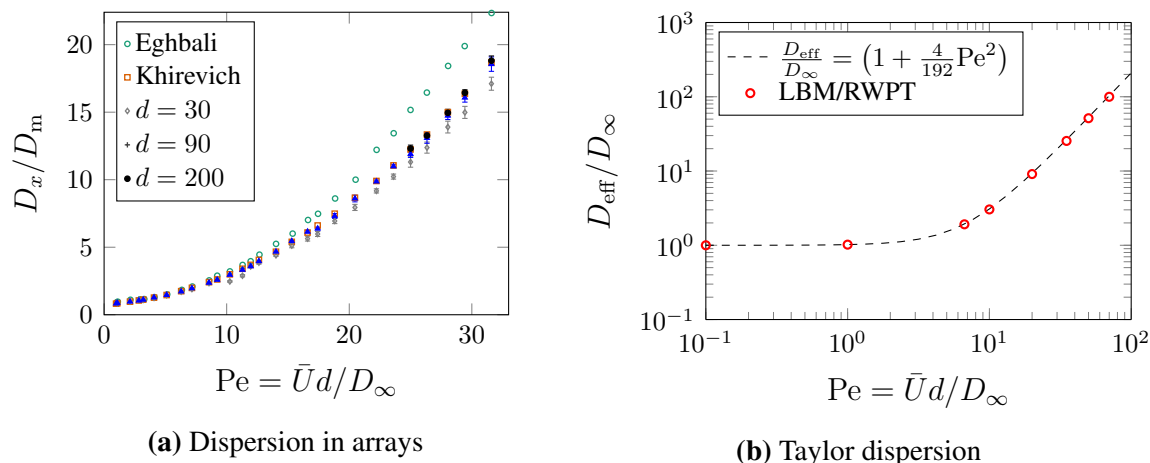 20
15
10
5
0
D_x/D_m
Eghbali
Khirevich
d = 30
d = 90
d = 200
0 10 20 30
Pe = Ūd/D_∞
(a) Dispersion in arrays
10^3
10^2
10^1
10^0
10^−1
D_eff/D_∞
D_eff/D_∞ = (1 + 4/192 Pe^2)
LBM/RWPT
10^−1 10^0 10^1 10^2
Pe = Ūd/D_∞
(b) Taylor dispersion